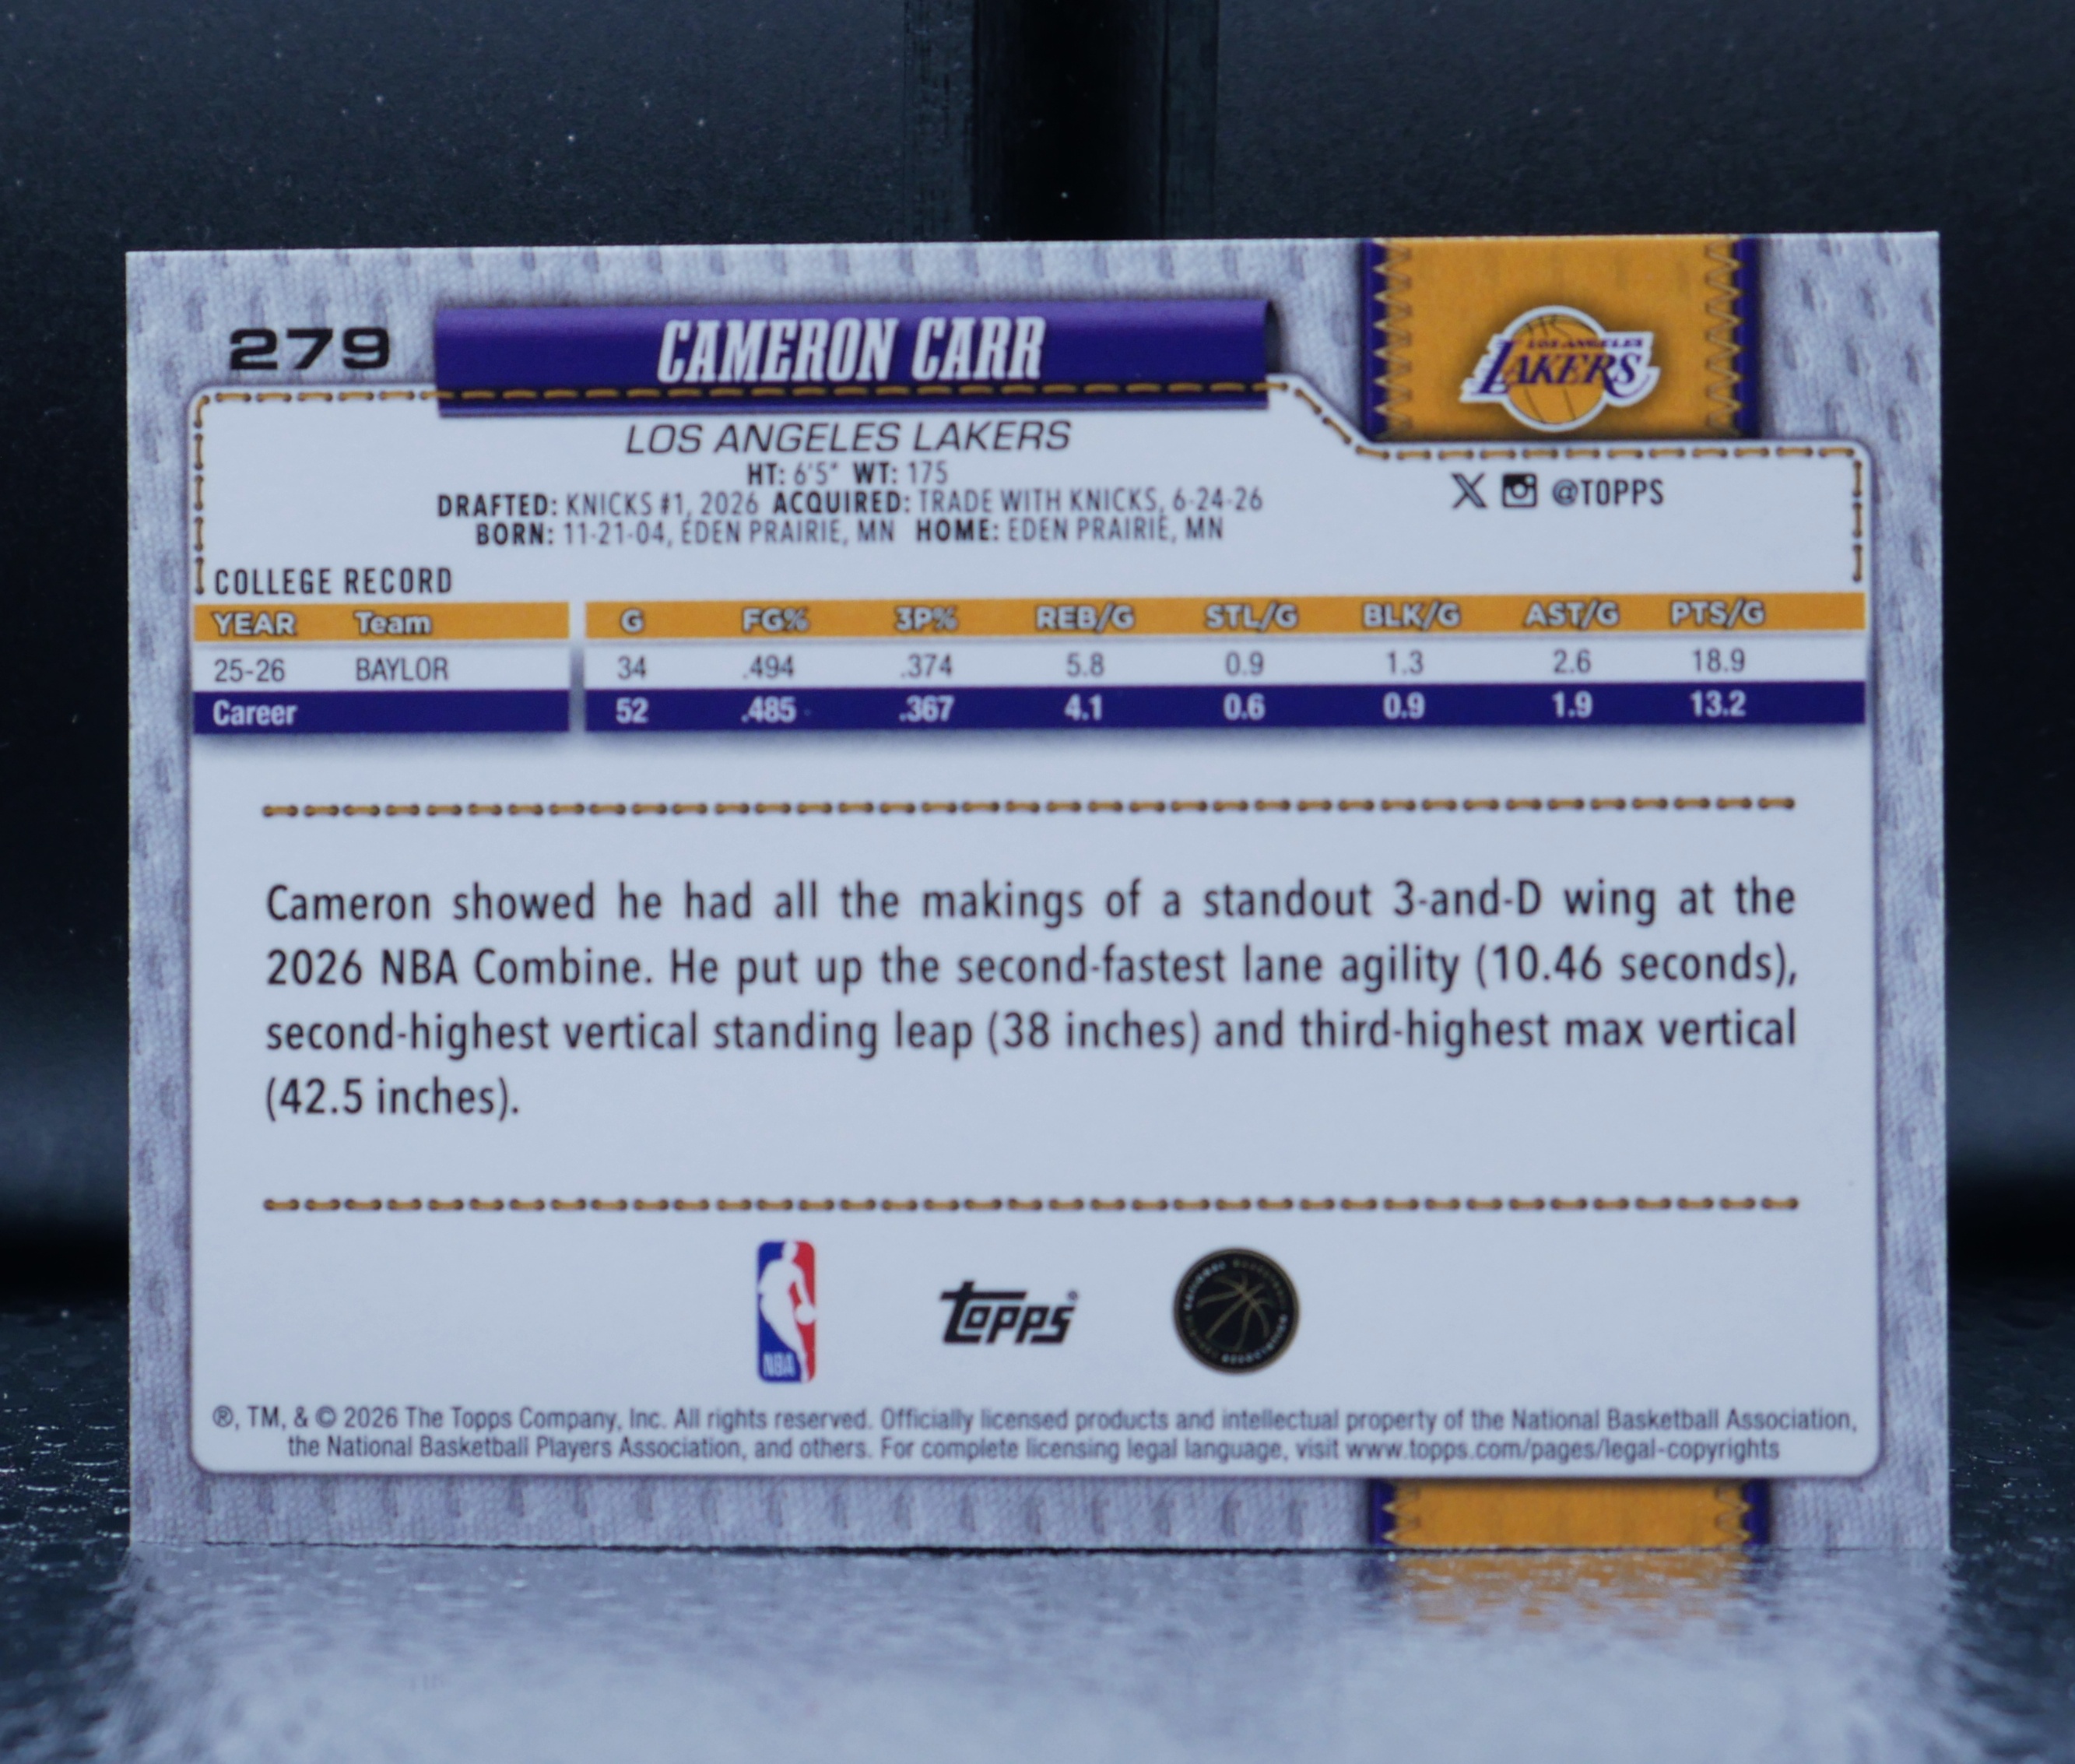 279
CAMERON CARR
LOS ANGELES LAKERS
LOS ANGELES LAKERS
HT: 6'5" WT: 175
DRAFTED: KNICKS #1, 2026 ACQUIRED: TRADE WITH KNICKS, 6-24-26
BORN: 11-21-04, EDEN PRAIRIE, MN HOME: EDEN PRAIRIE, MN
@TOPPS
COLLEGE RECORD
YEAR Team G FG% 3P% REB/G STL/G BLK/G AST/G PTS/G
25-26 BAYLOR 34 .494 .374 5.8 0.9 1.3 2.6 18.9
Career 52 .485 .367 4.1 0.6 0.9 1.9 13.2
Cameron showed he had all the makings of a standout 3-and-D wing at the
2026 NBA Combine. He put up the second-fastest lane agility (10.46 seconds),
second-highest vertical standing leap (38 inches) and third-highest max vertical
(42.5 inches).
NBA
Topps®
NATIONAL BASKETBALL PLAYERS ASSOCIATION
®, TM, & © 2026 The Topps Company, Inc. All rights reserved. Officially licensed products and intellectual property of the National Basketball Association,
the National Basketball Players Association, and others. For complete licensing legal language, visit www.topps.com/pages/legal-copyrights